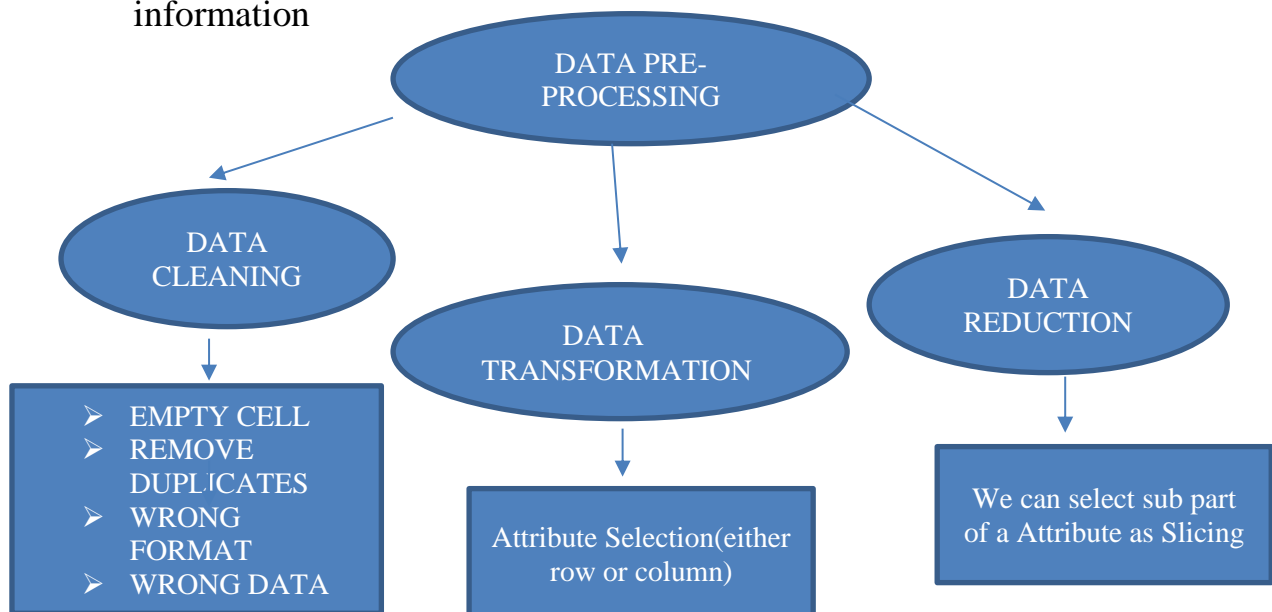 information
DATA PRE-
PROCESSING
DATA
CLEANING
DATA
TRANSFORMATION
DATA
REDUCTION
➢ EMPTY CELL
➢ REMOVE
DUPLICATES
➢ WRONG
FORMAT
➢ WRONG DATA
Attribute Selection(either
row or column)
We can select sub part
of a Attribute as Slicing